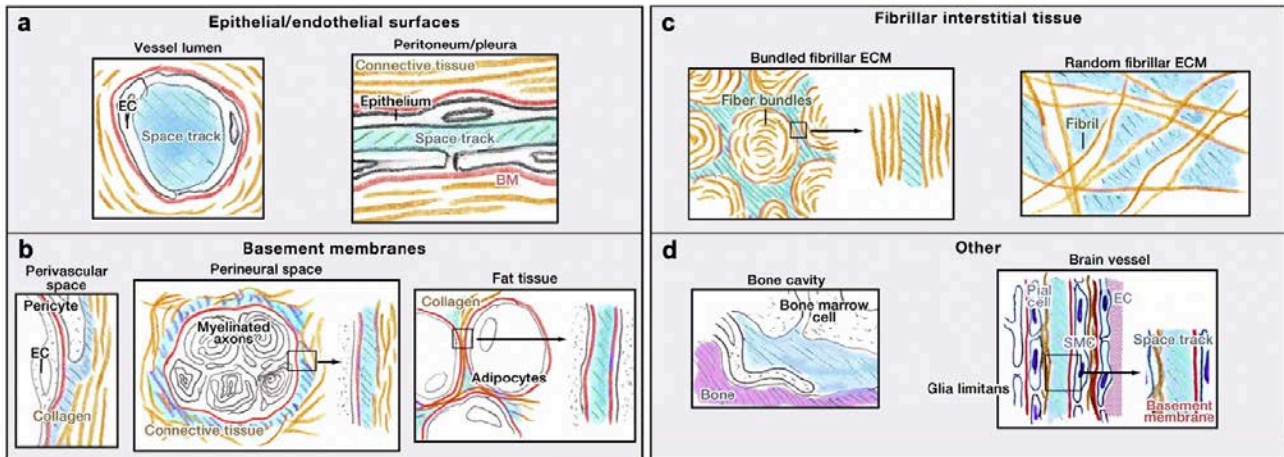 a
Epithelial/endothelial surfaces
Vessel lumen
EC
Space track
Peritoneum/pleura
Connective tissue
Epithelium
Space track
BM
b
Basement membranes
Perivascular
space
Pericyte
EC
Collagen
Perineural space
Myelinated
axons
Connective tissue
Fat tissue
Collagen
Adipocytes
c
Fibrillar interstitial tissue
Bundled fibrillar ECM
Fiber bundles
Random fibrillar ECM
Fibril
d
Other
Bone cavity
Bone marrow
cell
Bone
Brain vessel
Pial
cell
EC
SMC
Space track
Glia limitans
Basement
membrane